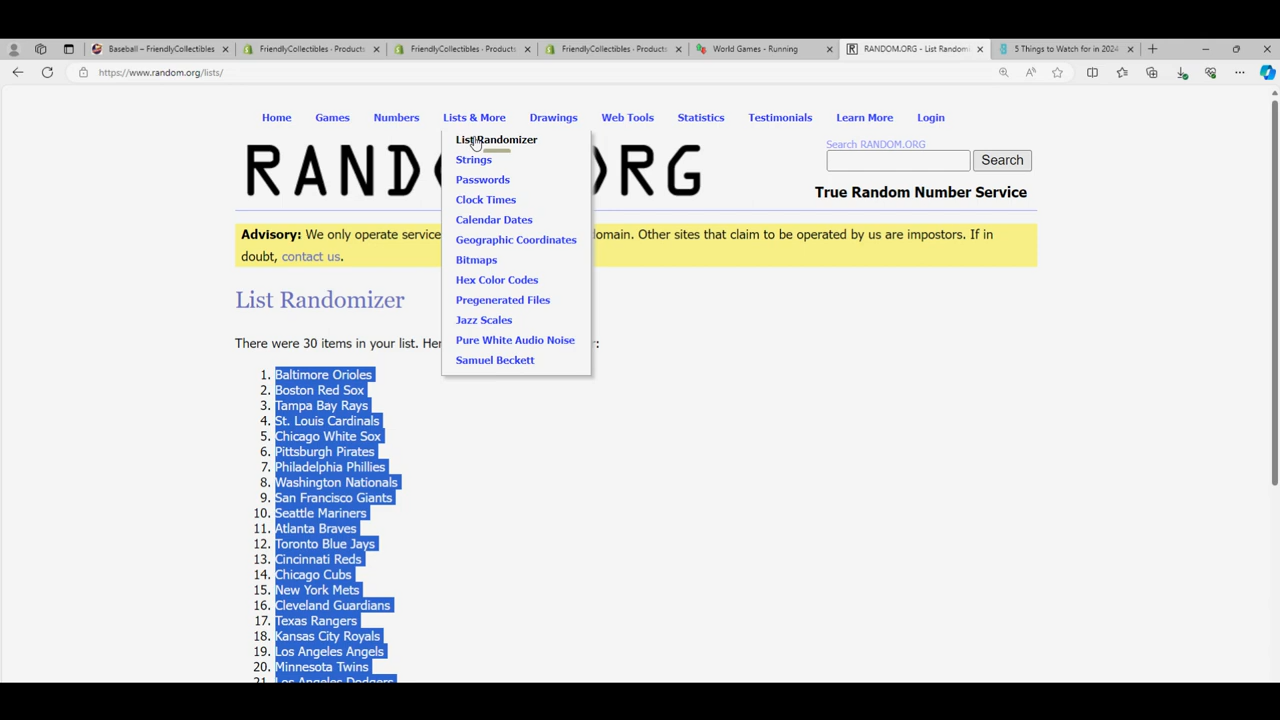 Baseball – FriendlyCollectibles
FriendlyCollectibles · Products
FriendlyCollectibles · Products
FriendlyCollectibles · Products
World Games - Running
RANDOM.ORG - List Random
5 Things to Watch for in 2024
https://www.random.org/lists/
Home Games Numbers Lists & More Drawings Web Tools Statistics Testimonials Learn More Login
List Randomizer
Strings
Passwords
Clock Times
Calendar Dates
Geographic Coordinates
Bitmaps
Hex Color Codes
Pregenerated Files
Jazz Scales
Pure White Audio Noise
Samuel Beckett
RAND RG
Search RANDOM.ORG
Search
True Random Number Service
Advisory: We only operate service omain. Other sites that claim to be operated by us are impostors. If in
doubt, contact us.
List Randomizer
There were 30 items in your list. Her r:
1. Baltimore Orioles
2. Boston Red Sox
3. Tampa Bay Rays
4. St. Louis Cardinals
5. Chicago White Sox
6. Pittsburgh Pirates
7. Philadelphia Phillies
8. Washington Nationals
9. San Francisco Giants
10. Seattle Mariners
11. Atlanta Braves
12. Toronto Blue Jays
13. Cincinnati Reds
14. Chicago Cubs
15. New York Mets
16. Cleveland Guardians
17. Texas Rangers
18. Kansas City Royals
19. Los Angeles Angels
20. Minnesota Twins
21. Los Angeles Dodgers